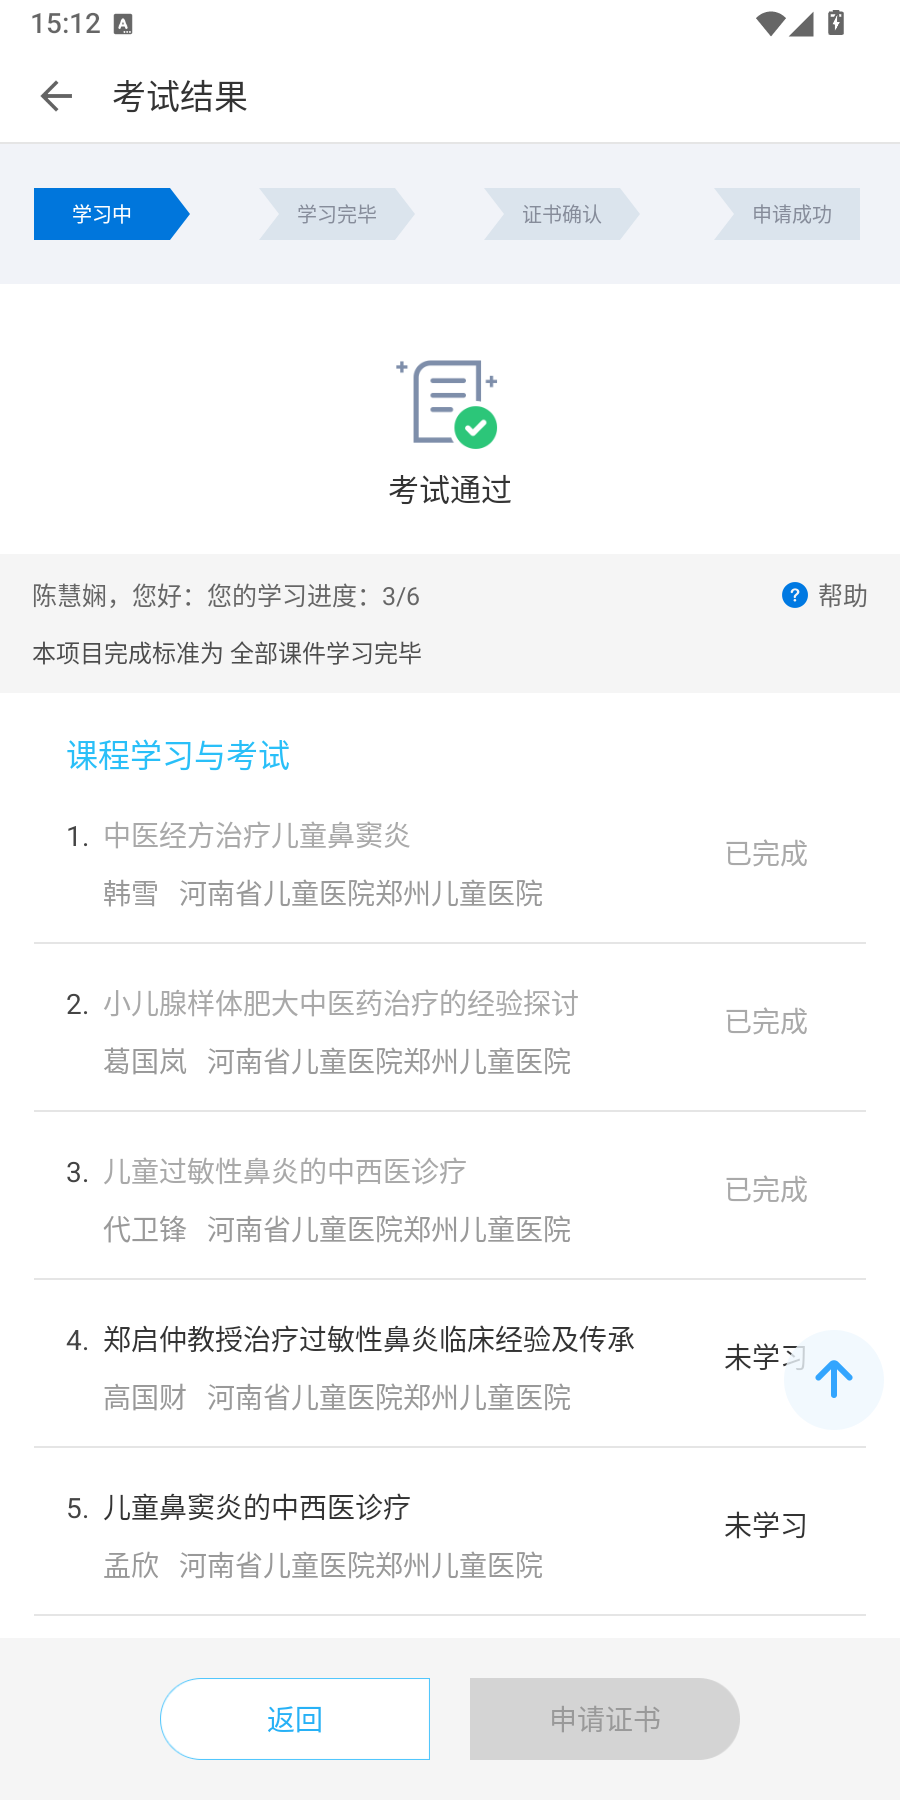 15:12
考试结果
学习中 学习完毕 证书确认 申请成功
考试通过
陈慧娴，您好：您的学习进度：3/6 ? 帮助
本项目完成标准为 全部课件学习完毕
课程学习与考试
1. 中医经方治疗儿童鼻窦炎
已完成
韩雪 河南省儿童医院郑州儿童医院
2. 小儿腺样体肥大中医药治疗的经验探讨
已完成
葛国岚 河南省儿童医院郑州儿童医院
3. 儿童过敏性鼻炎的中西医诊疗
已完成
代卫锋 河南省儿童医院郑州儿童医院
4. 郑启仲教授治疗过敏性鼻炎临床经验及传承
未学习
高国财 河南省儿童医院郑州儿童医院
5. 儿童鼻窦炎的中西医诊疗
未学习
孟欣 河南省儿童医院郑州儿童医院
返回 申请证书